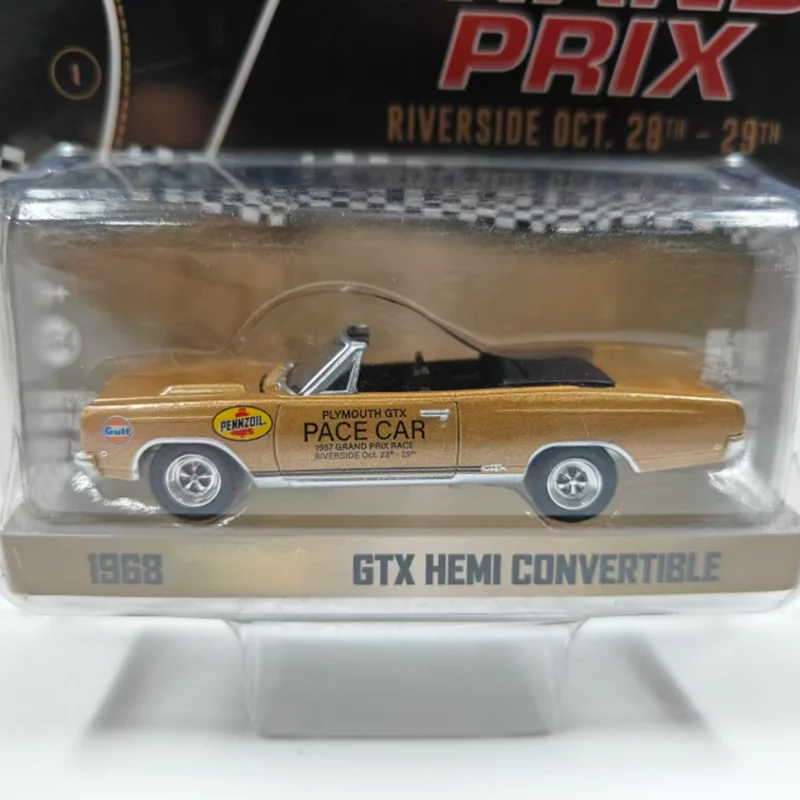 PRIX
RIVERSIDE OCT. 28TH - 29TH
1
Gulf
PENNZOIL.
PLYMOUTH GTX
PACE CAR
1967 GRAND PRIX RACE
RIVERSIDE Oct. 28th - 29th
GTX
1968
GTX HEMI CONVERTIBLE